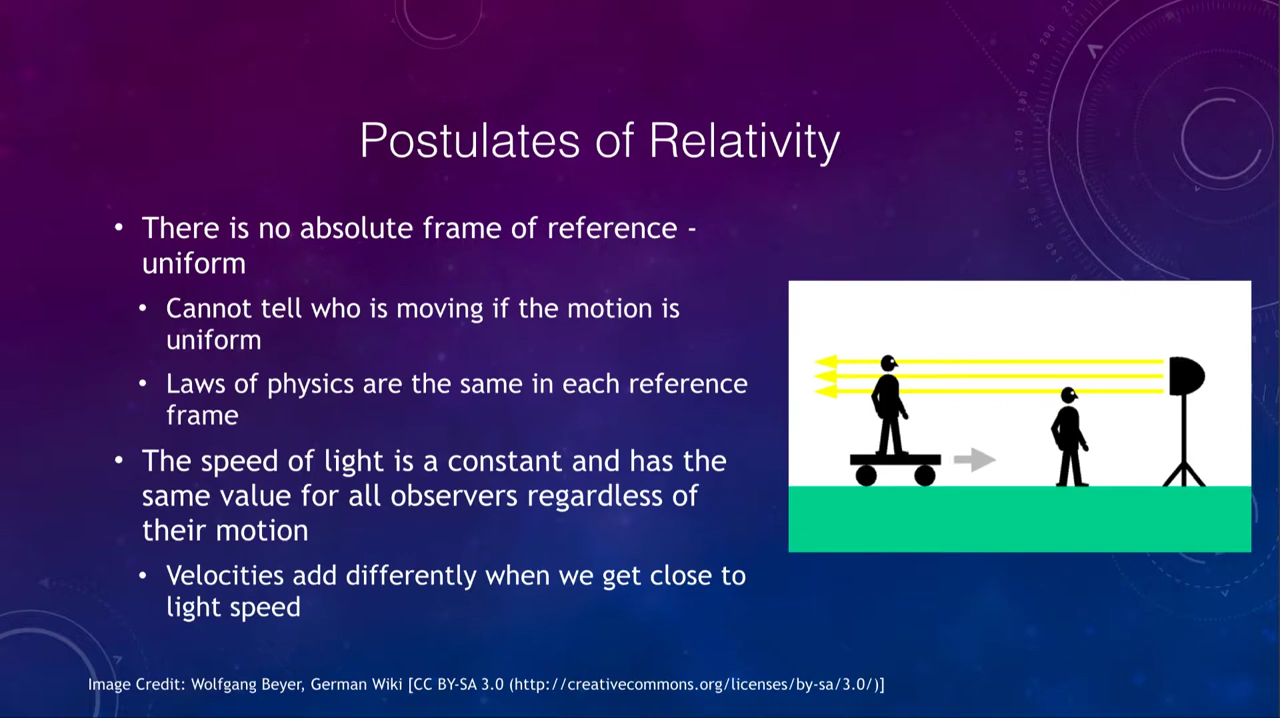 Postulates of Relativity
• There is no absolute frame of reference -
uniform
• Cannot tell who is moving if the motion is
uniform
• Laws of physics are the same in each reference
frame
• The speed of light is a constant and has the
same value for all observers regardless of
their motion
• Velocities add differently when we get close to
light speed
Image Credit: Wolfgang Beyer, German Wiki [CC BY-SA 3.0 (http://creativecommons.org/licenses/by-sa/3.0/)]